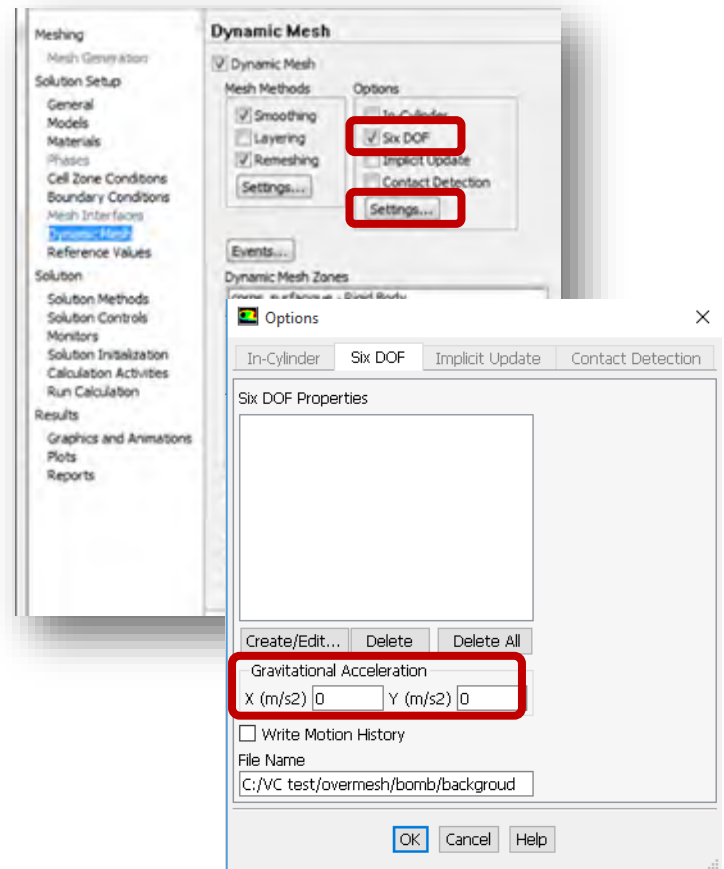 Meshing
Mesh Generation
Solution Setup
General
Models
Materials
Phases
Cell Zone Conditions
Boundary Conditions
Mesh Interfaces
Dynamic Mesh
Reference Values
Solution
Solution Methods
Solution Controls
Monitors
Solution Initialization
Calculation Activities
Run Calculation
Results
Graphics and Animations
Plots
Reports
Dynamic Mesh
Dynamic Mesh
Mesh Methods
Smoothing
Layering
Remeshing
Settings...
Options
In-Cylinder
Six DOF
Implicit Update
Contact Detection
Settings...
Events...
Dynamic Mesh Zones
corps_surfacique - Rigid Body
Options
In-Cylinder Six DOF Implicit Update Contact Detection
Six DOF Properties
Create/Edit... Delete Delete All
Gravitational Acceleration
X (m/s2) 0 Y (m/s2) 0
Write Motion History
File Name
C:/VC test/overmesh/bomb/backgroud
OK Cancel Help